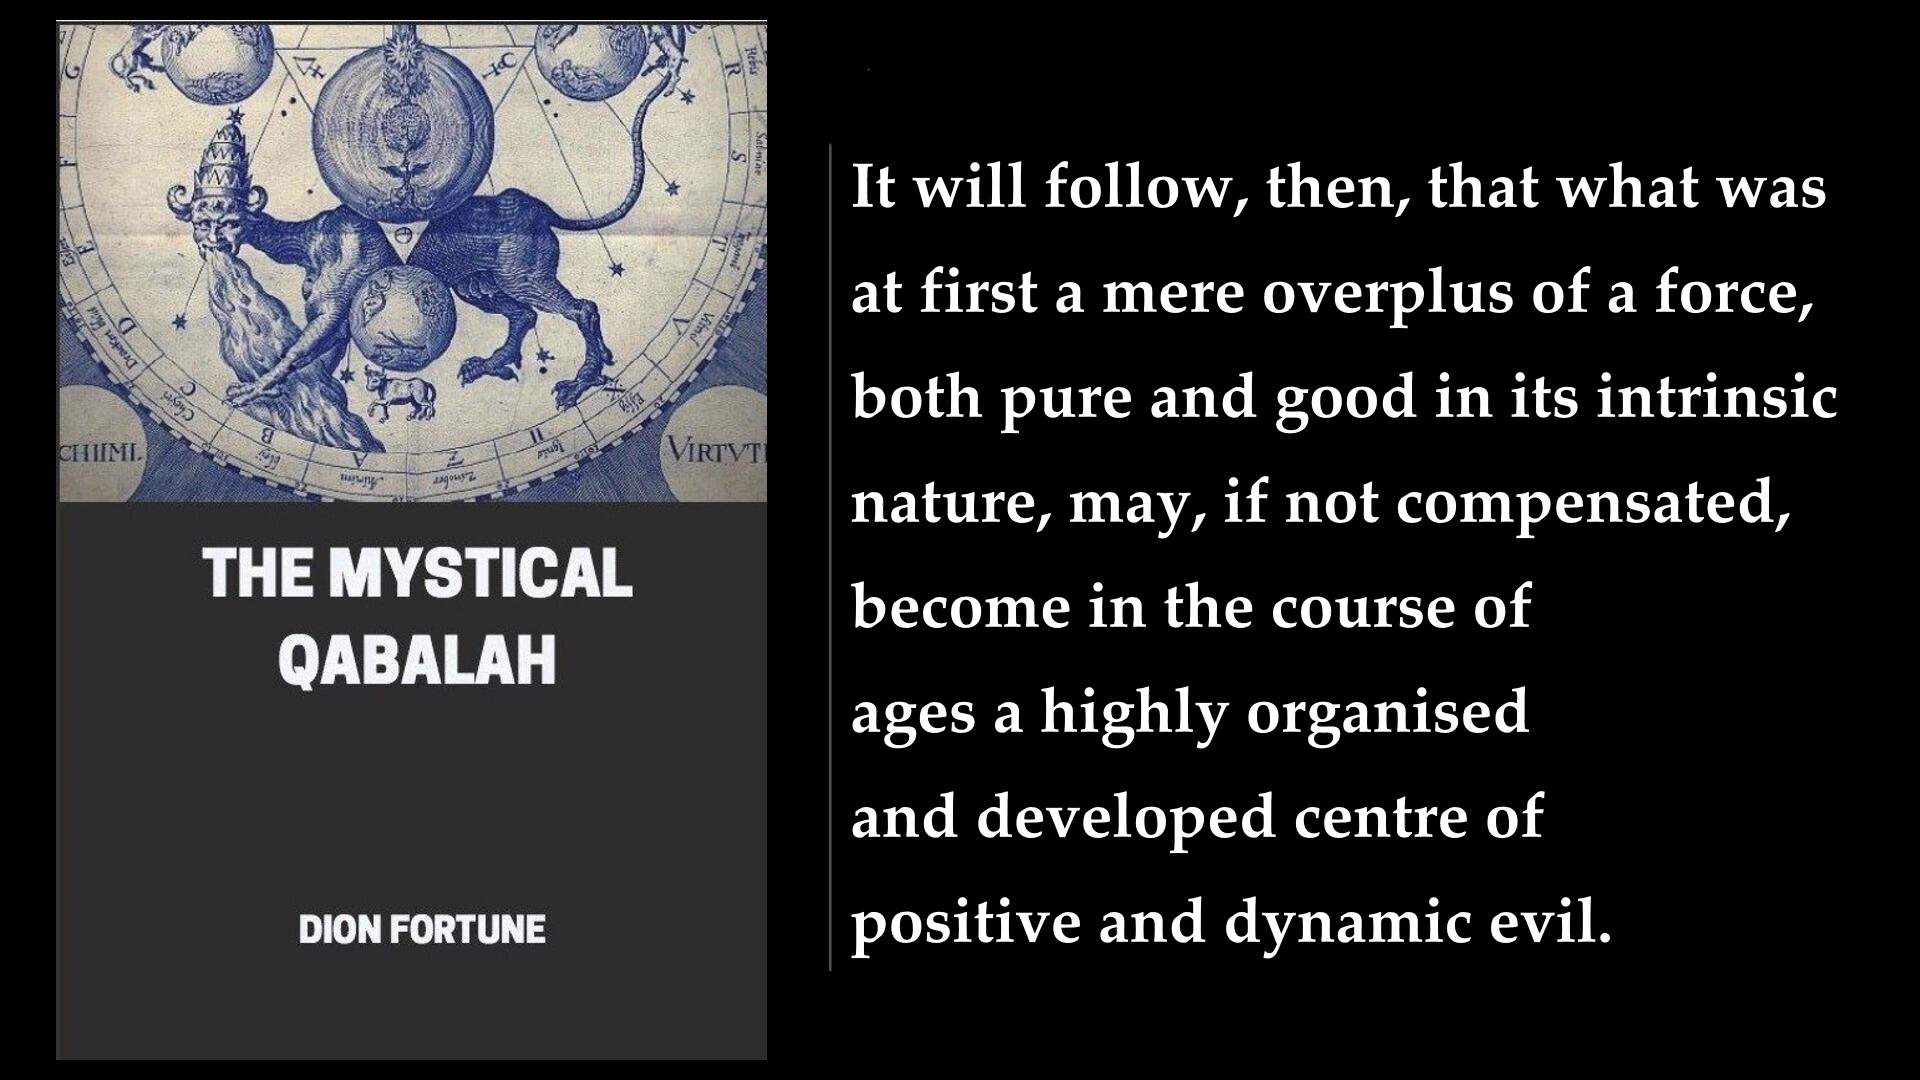 THE MYSTICAL
QABALAH
DION FORTUNE
CHIIMI.
VIRTVT
It will follow, then, that what was
at first a mere overplus of a force,
both pure and good in its intrinsic
nature, may, if not compensated,
become in the course of
ages a highly organised
and developed centre of
positive and dynamic evil.